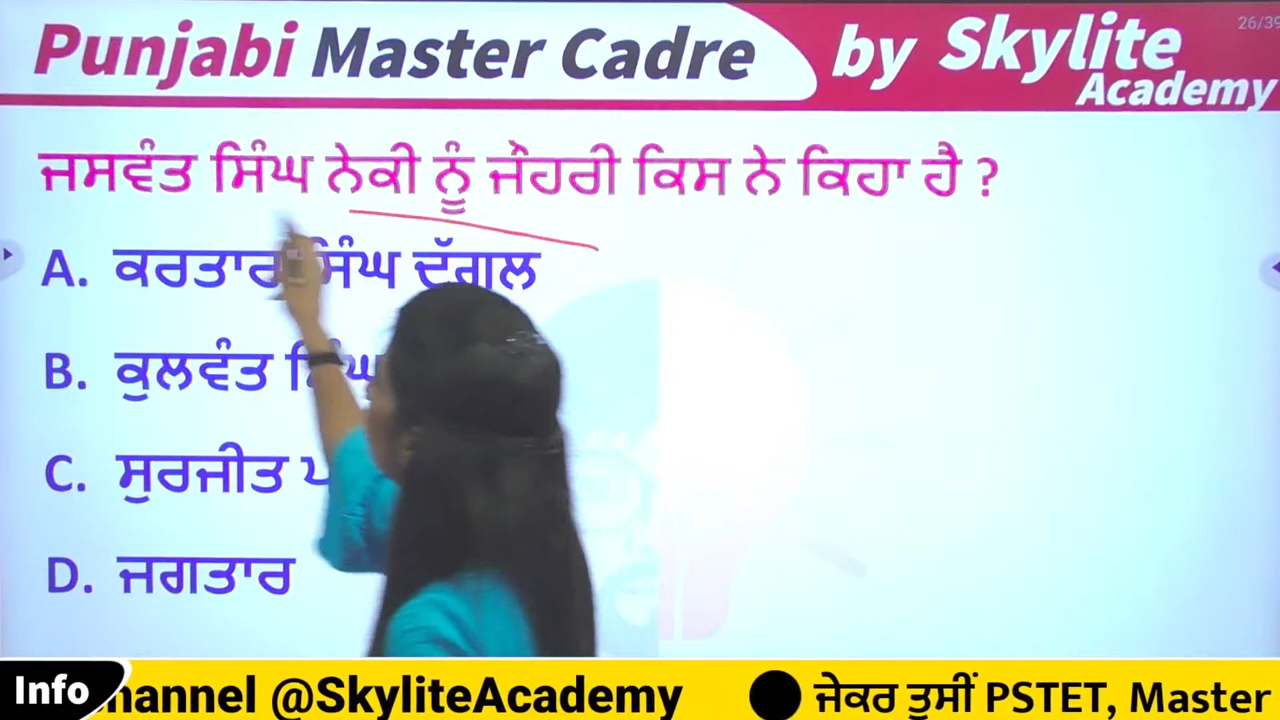 Punjabi Master Cadre by Skylite Academy
26/39
ਜਸਵੰਤ ਸਿੰਘ ਨੇਕੀ ਨੂੰ ਜੌਹਰੀ ਕਿਸ ਨੇ ਕਿਹਾ ਹੈ ?
A. ਕਰਤਾਰ ਸਿੰਘ ਦੁੱਗਲ
B. ਕੁਲਵੰਤ ਸਿੰਘ
C. ਸੁਰਜੀਤ
D. ਜਗਤਾਰ
Info hannel @SkyliteAcademy ਜੇਕਰ ਤੁਸੀਂ PSTET, Master